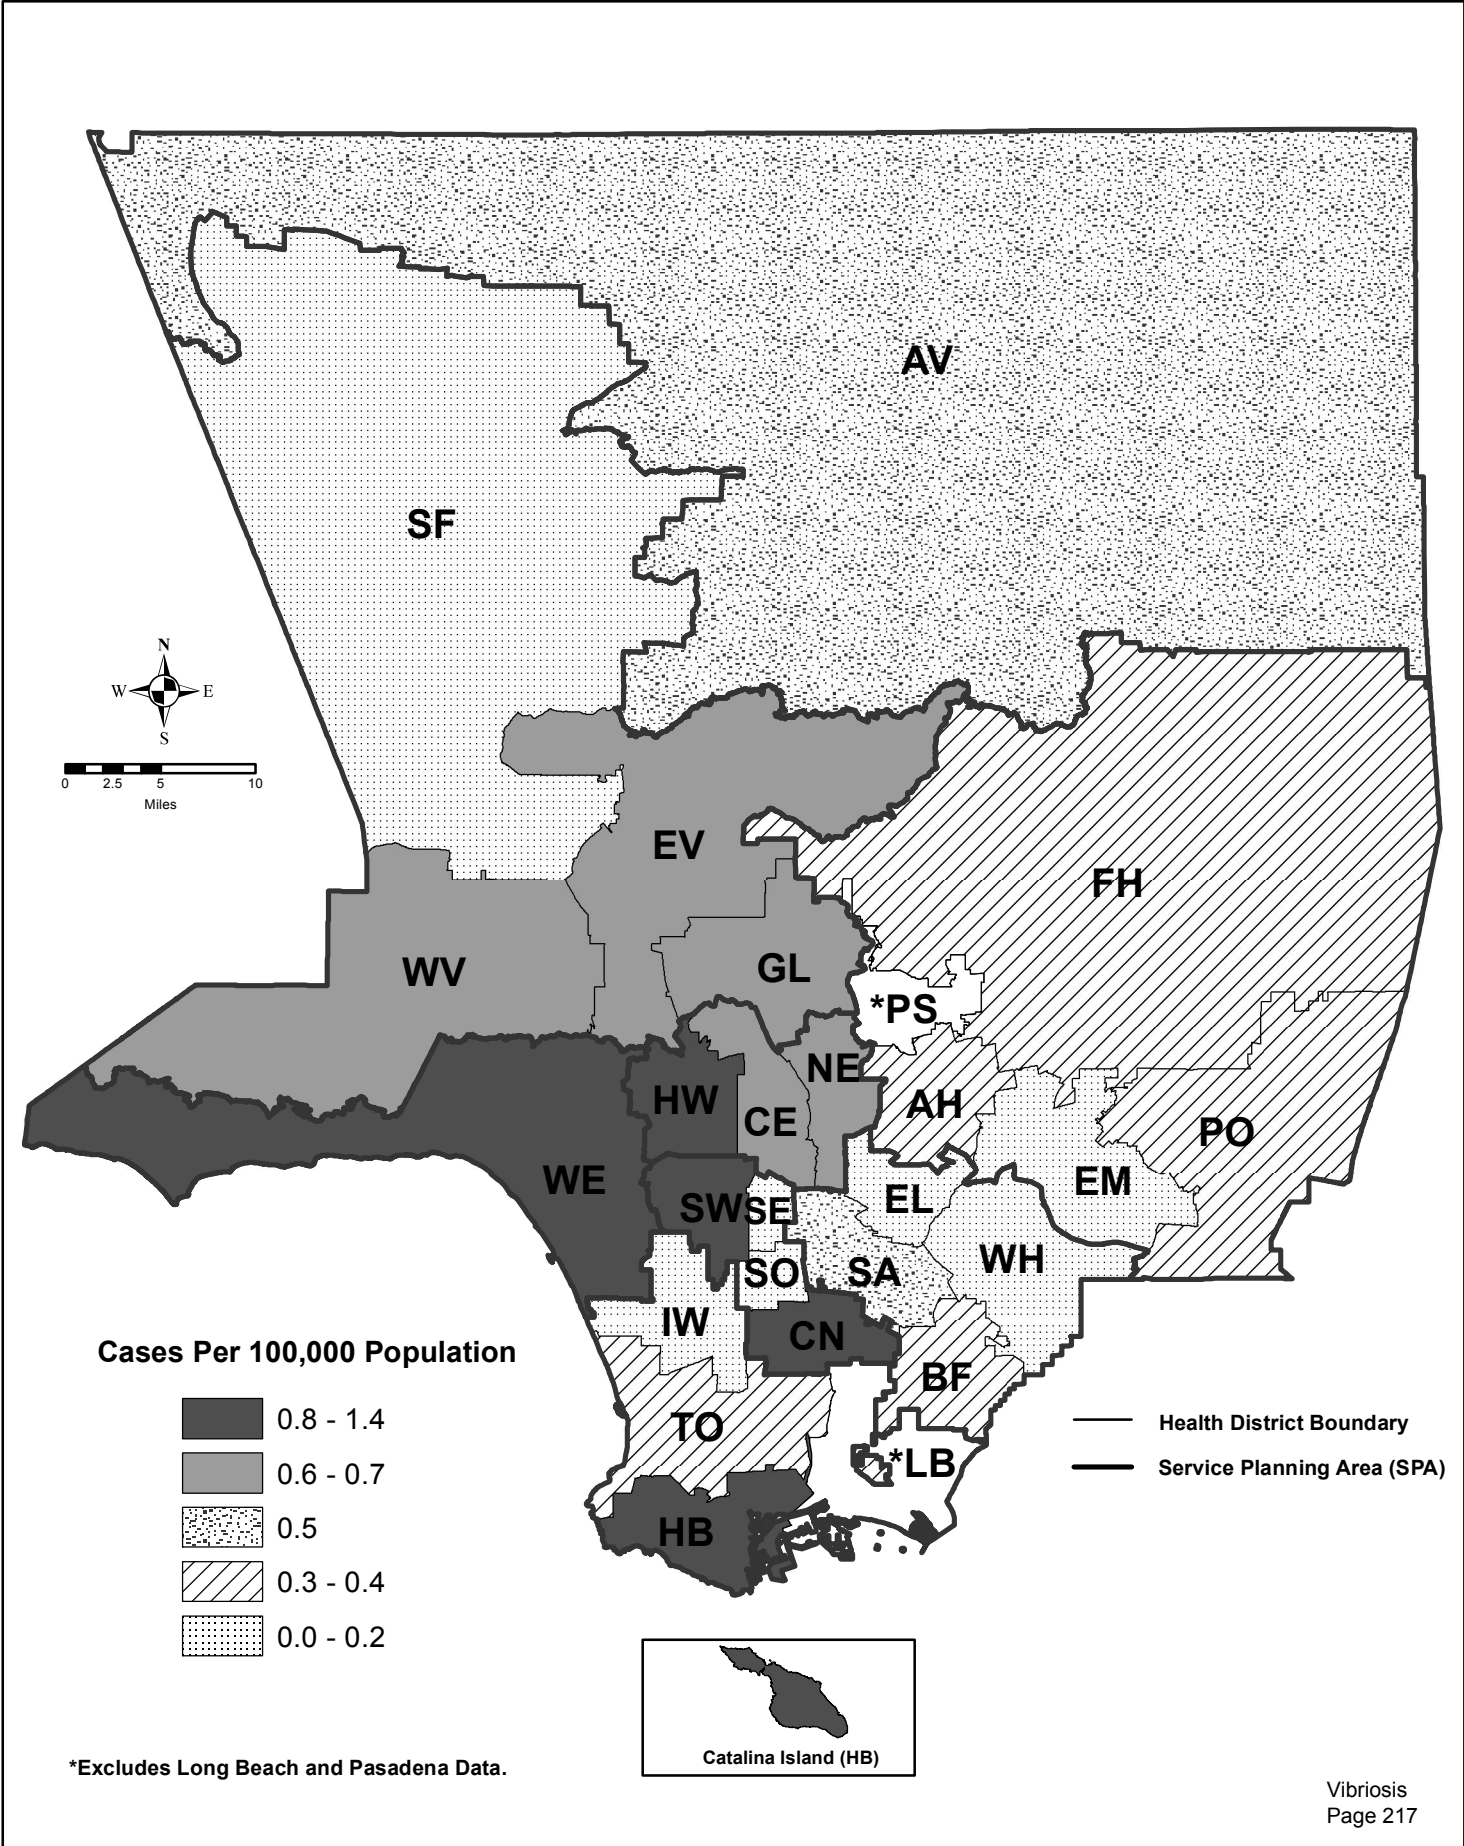 AV
SF
N
W E
S
0 2.5 5 10
Miles
EV
FH
WV
GL
*PS
NE
HW
AH
CE
PO
WE
EM
SW
SE
EL
WH
SO
SA
IW
CN
BF
TO
*LB
HB
Cases Per 100,000 Population
0.8 - 1.4
0.6 - 0.7
0.5
0.3 - 0.4
0.0 - 0.2
Health District Boundary
Service Planning Area (SPA)
Catalina Island (HB)
*Excludes Long Beach and Pasadena Data.
Vibriosis
Page 217